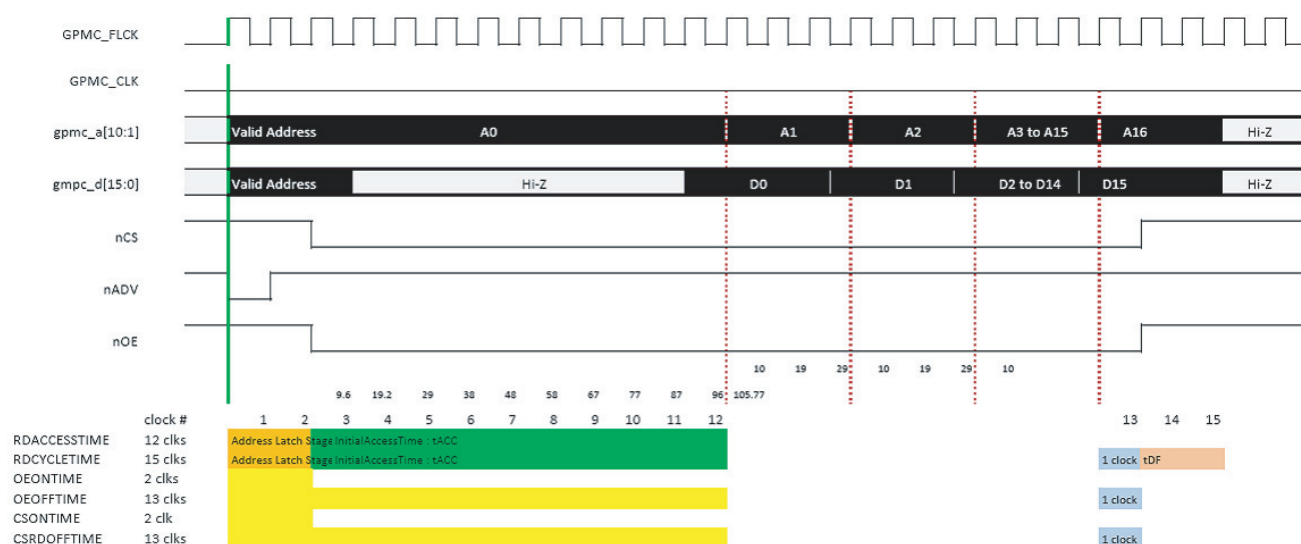 GPMC_FLCK
GPMC_CLK
gpmc_a[10:1] Valid Address A0 A1 A2 A3 to A15 A16 Hi-Z
gmpc_d[15:0] Valid Address Hi-Z D0 D1 D2 to D14 D15 Hi-Z
nCS
nADV
nOE
10 19 29 10 19 29 10
9.6 19.2 29 38 48 58 67 77 87 96 105.77
clock # 1 2 3 4 5 6 7 8 9 10 11 12 13 14 15
RDACCESSTIME 12 clks Address Latch Stage InitialAccessTime : tACC
RDCYCLETIME 15 clks Address Latch Stage InitialAccessTime : tACC 1 clock tDF
OEONTIME 2 clks
OEOFFTIME 13 clks 1 clock
CSONTIME 2 clk
CSRDOFFTIME 13 clks 1 clock